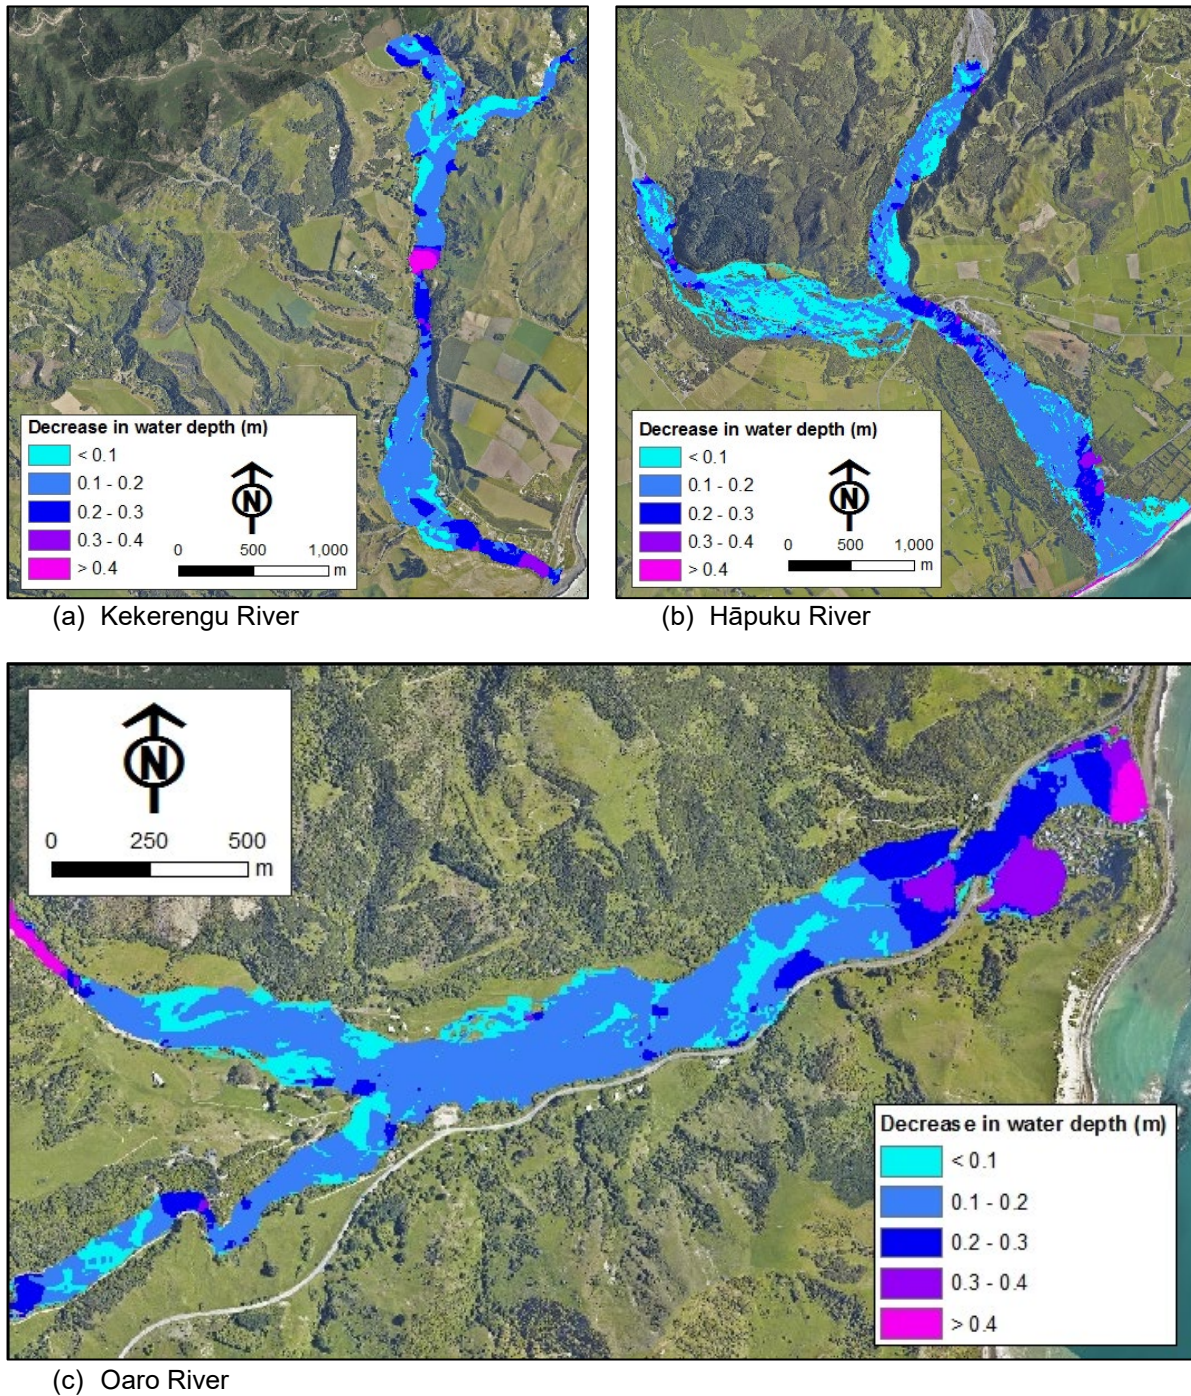 Decrease in water depth (m)
< 0.1
0.1 - 0.2
0.2 - 0.3
0.3 - 0.4
> 0.4
N
0 500 1,000
m
Decrease in water depth (m)
< 0.1
0.1 - 0.2
0.2 - 0.3
0.3 - 0.4
> 0.4
N
0 500 1,000
m
(a) Kekerengu River
(b) Hāpuku River
N
0 250 500
m
Decrease in water depth (m)
< 0.1
0.1 - 0.2
0.2 - 0.3
0.3 - 0.4
> 0.4
(c) Oaro River